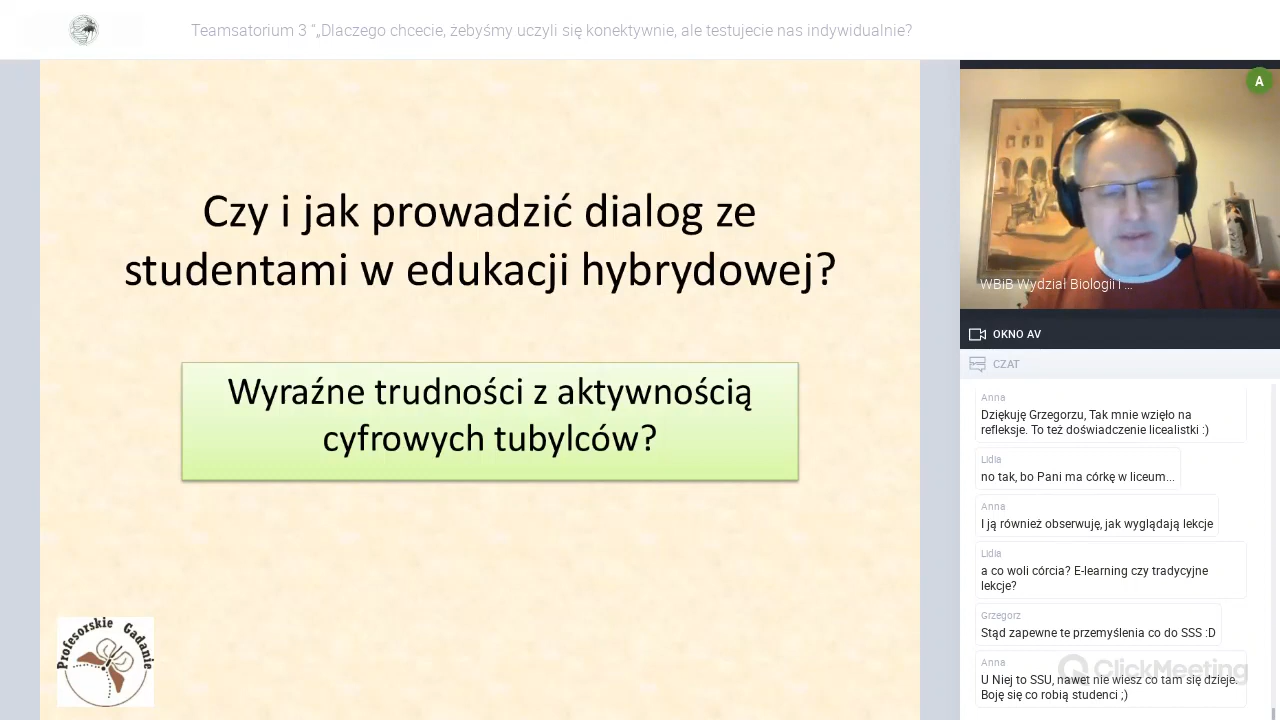 Teamsatorium 3 "„Dlaczego chcecie, żebyśmy uczyli się konektywnie, ale testujecie nas indywidualnie?
Czy i jak prowadzić dialog ze
studentami w edukacji hybrydowej?
Wyraźne trudności z aktywnością
cyfrowych tubylców?
Profesorskie Gadanie
A
WBiB Wydział Biologii i ...
OKNO AV
CZAT
Anna
Dziękuję Grzegorzu, Tak mnie wzięło na
refleksje. To też doświadczenie licealistki :)
Lidia
no tak, bo Pani ma córkę w liceum...
Anna
I ją również obserwuję, jak wyglądają lekcje
Lidia
a co woli córcia? E-learning czy tradycyjne
lekcje?
Grzegorz
Stąd zapewne te przemyślenia co do SSS :D
Anna
U Niej to SSU, nawet nie wiesz co tam się dzieje.
Boję się co robią studenci ;)
ClickMeeting